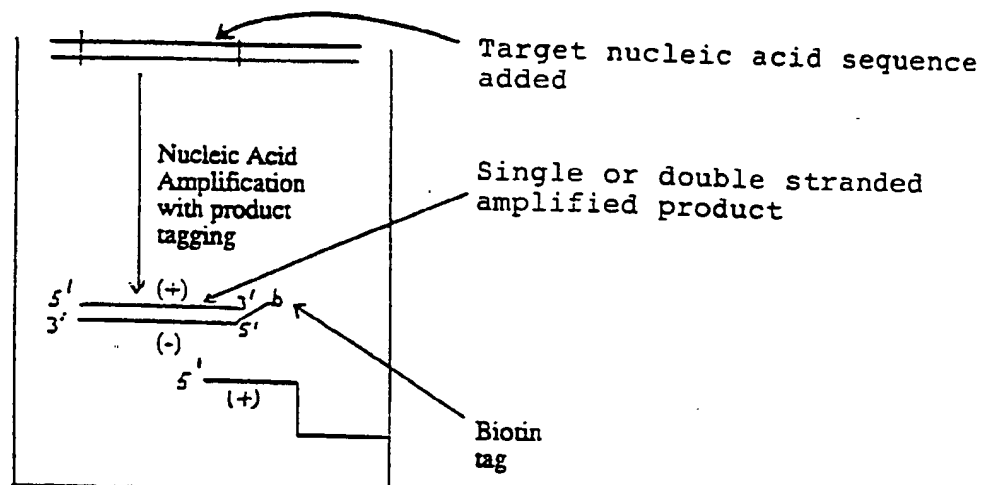 Target nucleic acid sequence
added
Nucleic Acid
Amplification
with product
tagging
Single or double stranded
amplified product
5' (+) 3' b
3' (-) 5'
5' (+)
Biotin
tag